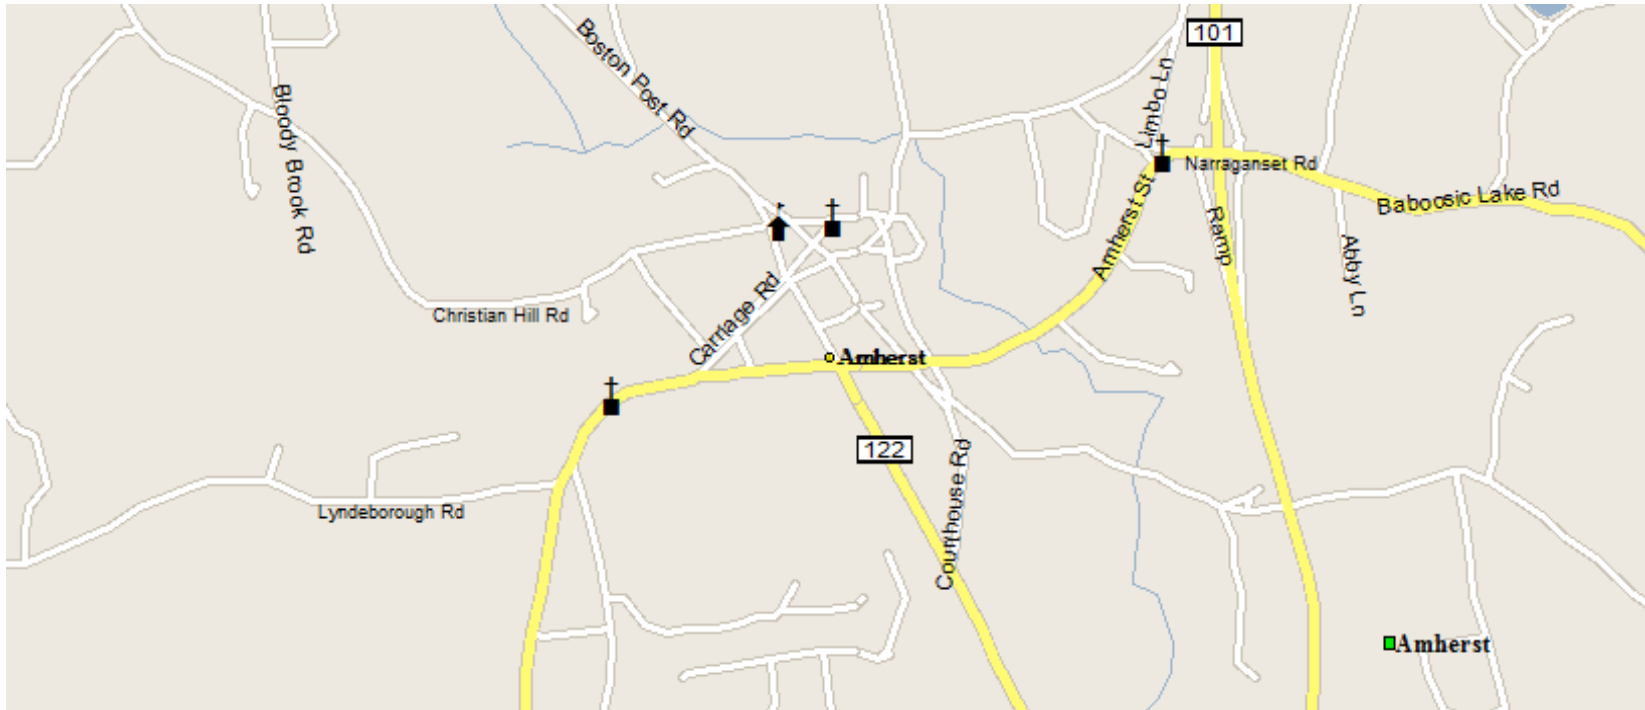 101
Boston Post Rd
Limbo Ln
Bloody Brook Rd
Narraganset Rd
Baboosic Lake Rd
Amherst St
Ramp
Abby Ln
Christian Hill Rd
Carriage Rd
Amherst
122
Courthouse Rd
Lyndeborough Rd
Amherst